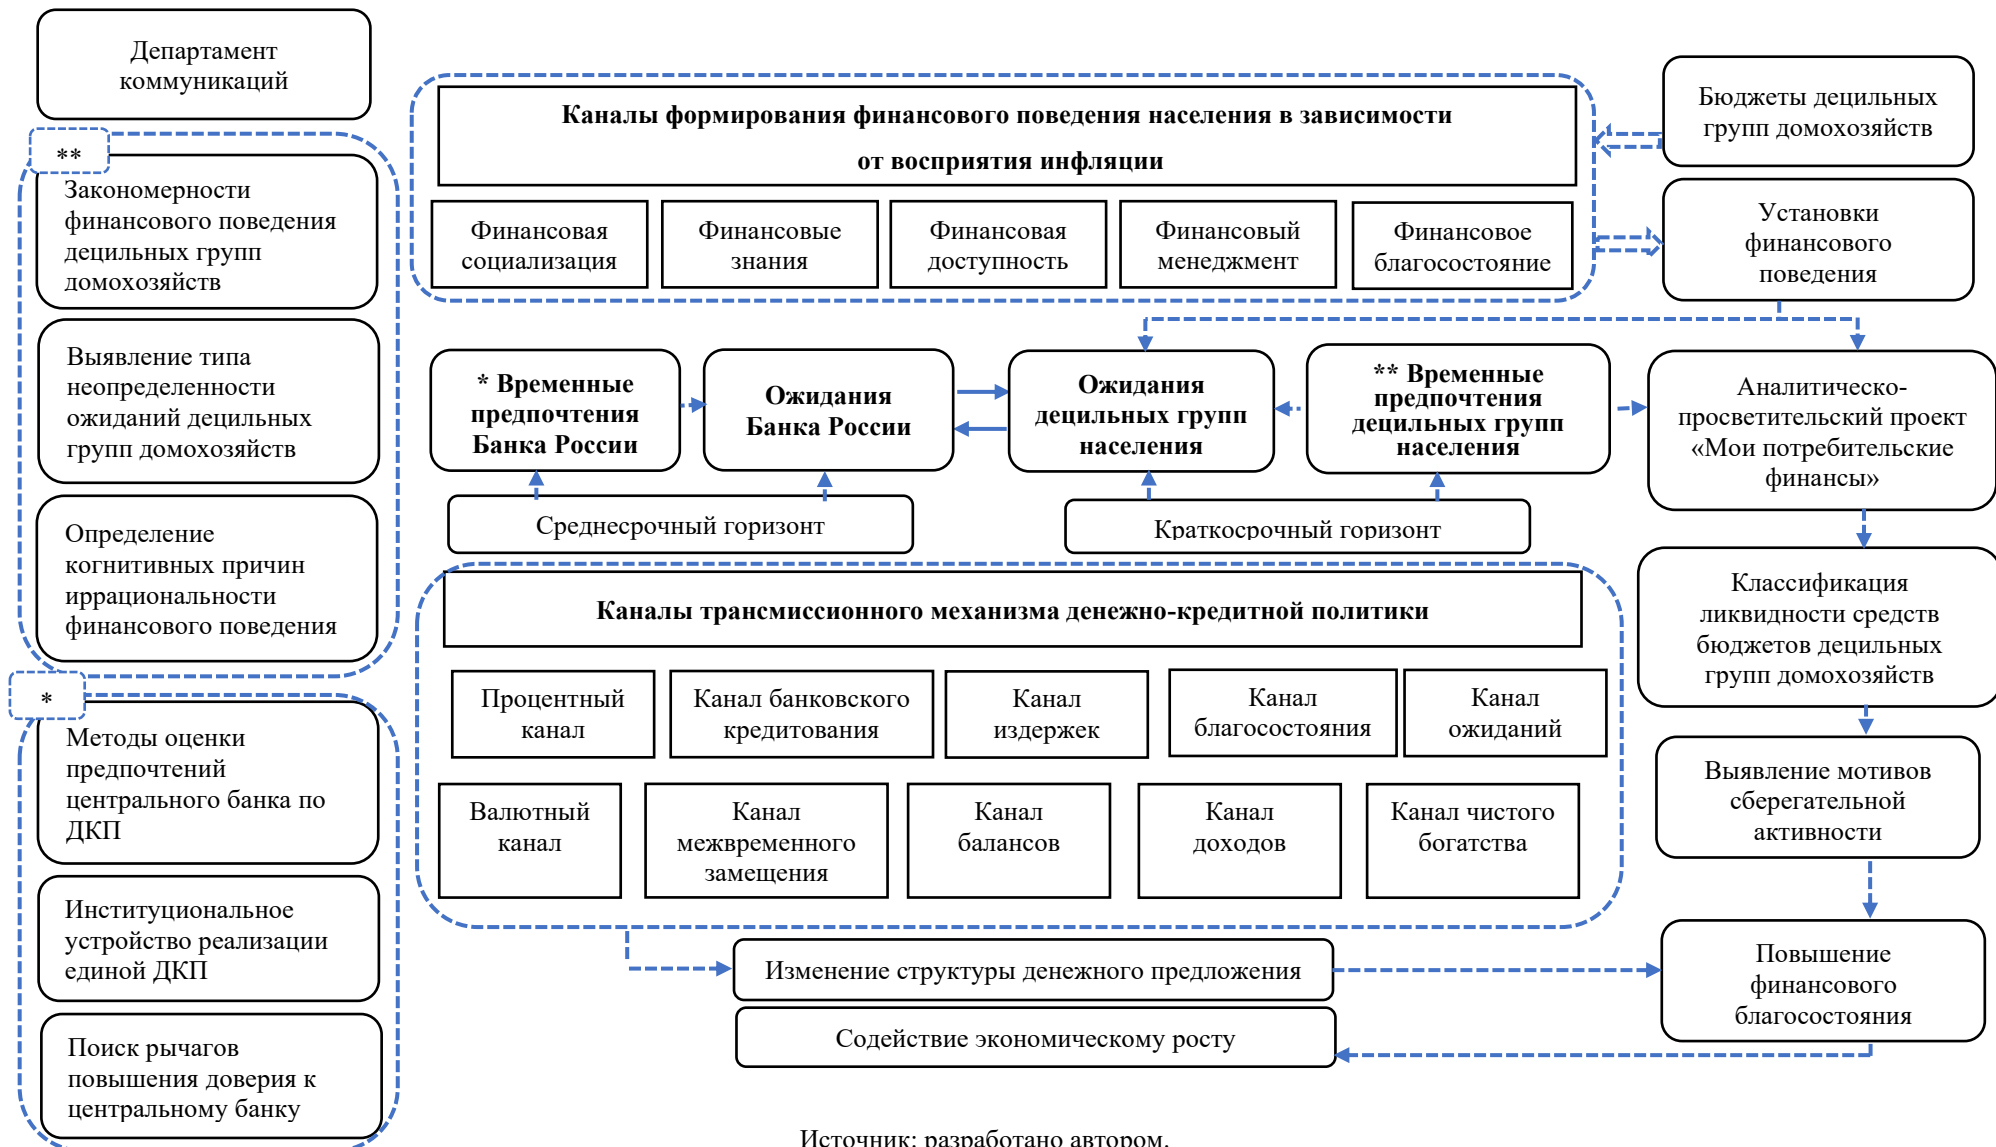 Департамент
коммуникаций
**
Закономерности
финансового поведения
децильных групп
домохозяйств
Выявление типа
неопределенности
ожиданий децильных
групп домохозяйств
Определение
когнитивных причин
иррациональности
финансового поведения
*
Методы оценки
предпочтений
центрального банка по
ДКП
Институциональное
устройство реализации
единой ДКП
Поиск рычагов
повышения доверия к
центральному банку
Каналы формирования финансового поведения населения в зависимости
от восприятия инфляции
Финансовая
социализация
Финансовые
знания
Финансовая
доступность
Финансовый
менеджмент
Финансовое
благосостояние
Бюджеты децильных
групп домохозяйств
Установки
финансового
поведения
* Временные
предпочтения
Банка России
Ожидания
Банка России
Ожидания
децильных групп
населения
** Временные
предпочтения
децильных групп
населения
Аналитическо-
просветительский проект
«Мои потребительские
финансы»
Среднесрочный горизонт
Краткосрочный горизонт
Каналы трансмиссионного механизма денежно-кредитной политики
Процентный
канал
Канал банковского
кредитования
Канал
издержек
Канал
благосостояния
Канал
ожиданий
Валютный
канал
Канал
межвременного
замещения
Канал
балансов
Канал
доходов
Канал чистого
богатства
Классификация
ликвидности средств
бюджетов децильных
групп домохозяйств
Выявление мотивов
сберегательной
активности
Повышение
финансового
благосостояния
Изменение структуры денежного предложения
Содействие экономическому росту
Источник: разработано автором.